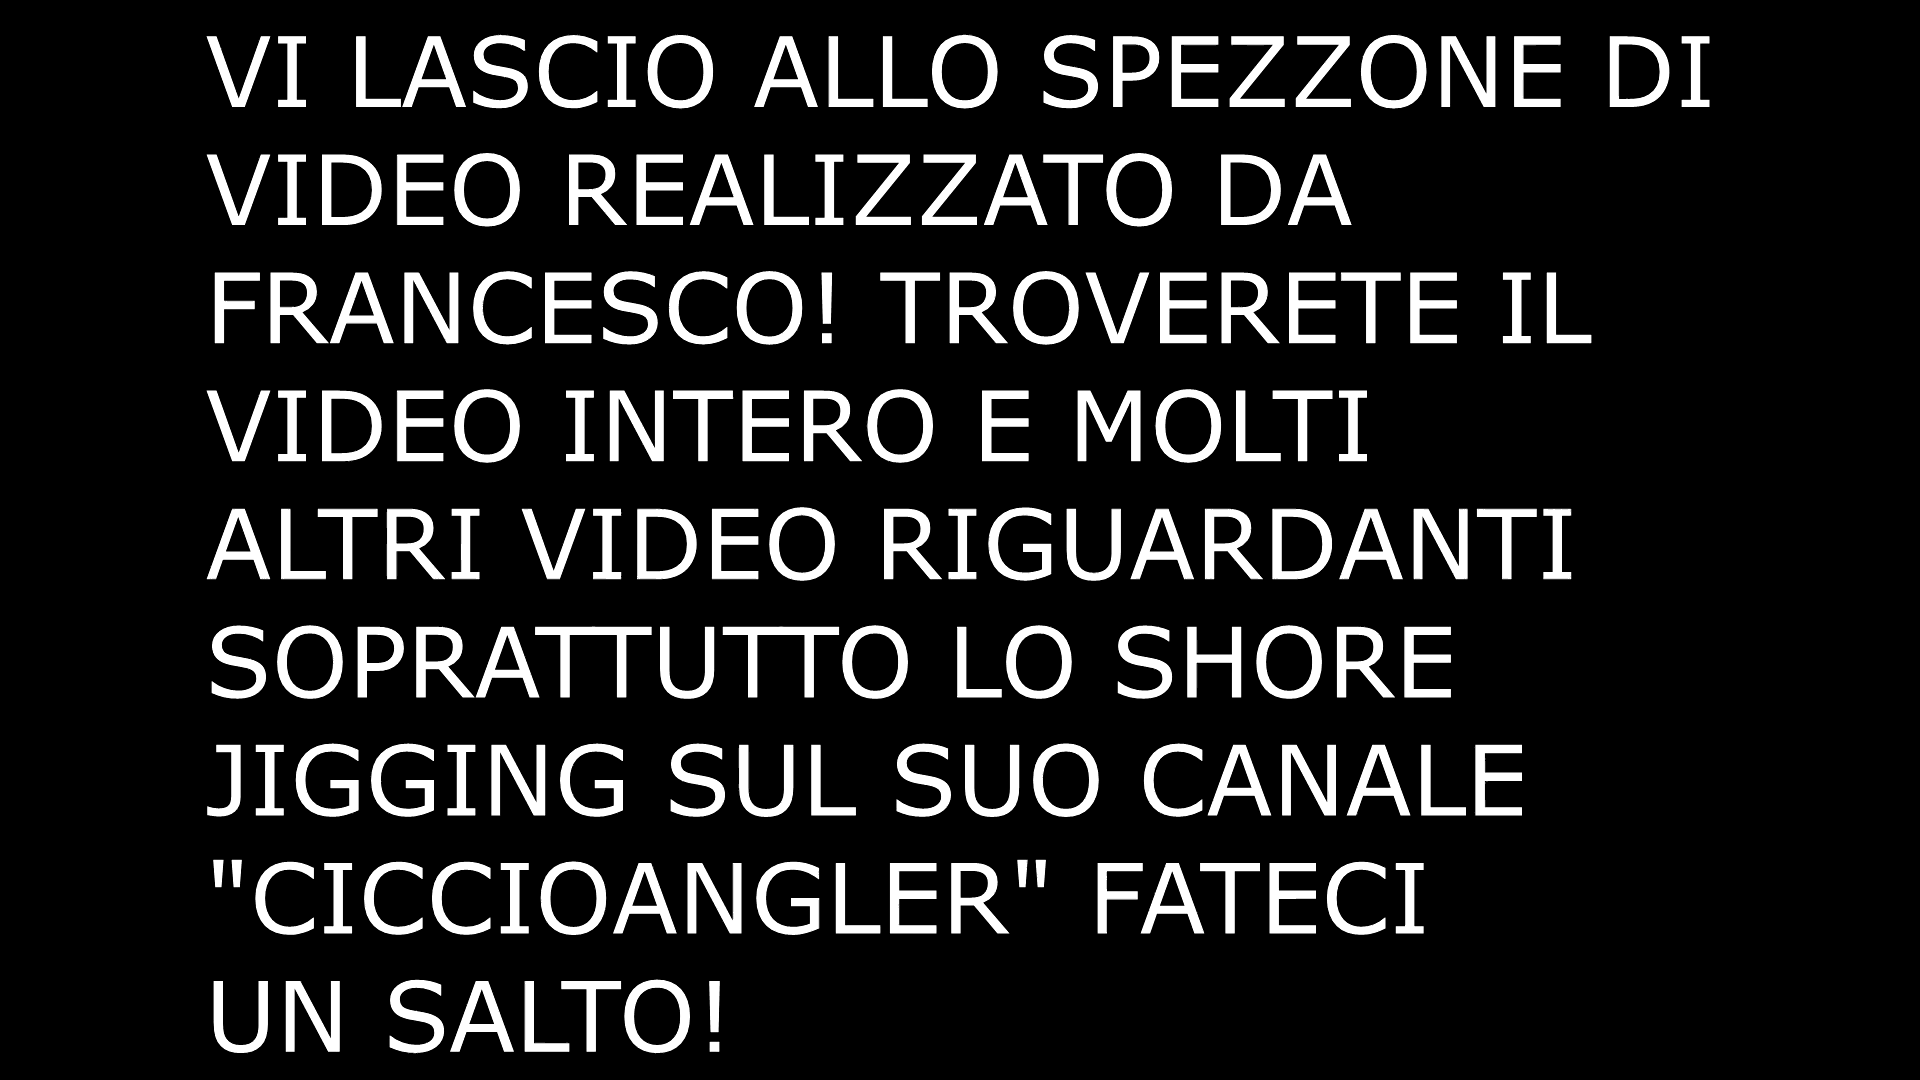 VI LASCIO ALLO SPEZZONE DI
VIDEO REALIZZATO DA
FRANCESCO! TROVERETE IL
VIDEO INTERO E MOLTI
ALTRI VIDEO RIGUARDANTI
SOPRATTUTTO LO SHORE
JIGGING SUL SUO CANALE
"CICCIOANGLER" FATECI
UN SALTO!